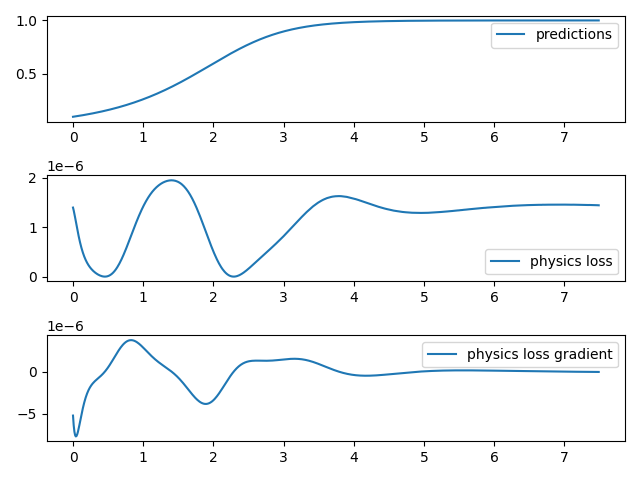 1.0
0.5
predictions
0 1 2 3 4 5 6 7
1e−6
2
1
0
physics loss
0 1 2 3 4 5 6 7
1e−6
0
−5
physics loss gradient
0 1 2 3 4 5 6 7